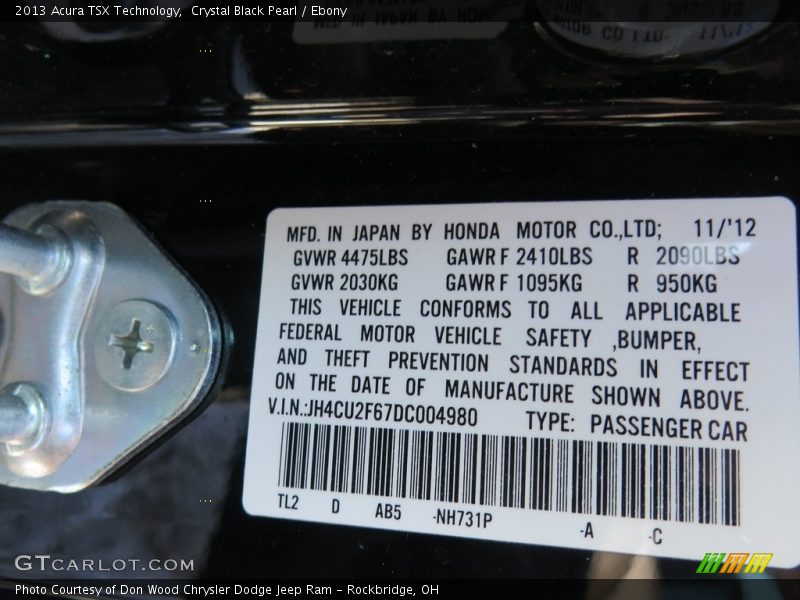 2013 Acura TSX Technology, Crystal Black Pearl / Ebony
MFD. IN JAPAN BY HONDA MOTOR CO.,LTD; 11/'12
GVWR 4475LBS GAWR F 2410LBS R 2090LBS
GVWR 2030KG GAWR F 1095KG R 950KG
THIS VEHICLE CONFORMS TO ALL APPLICABLE
FEDERAL MOTOR VEHICLE SAFETY ,BUMPER,
AND THEFT PREVENTION STANDARDS IN EFFECT
ON THE DATE OF MANUFACTURE SHOWN ABOVE.
V.I.N.:JH4CU2F67DC004980 TYPE: PASSENGER CAR
TL2 D AB5 -NH731P -A -C
GTCARLOT.COM
Photo Courtesy of Don Wood Chrysler Dodge Jeep Ram – Rockbridge, OH